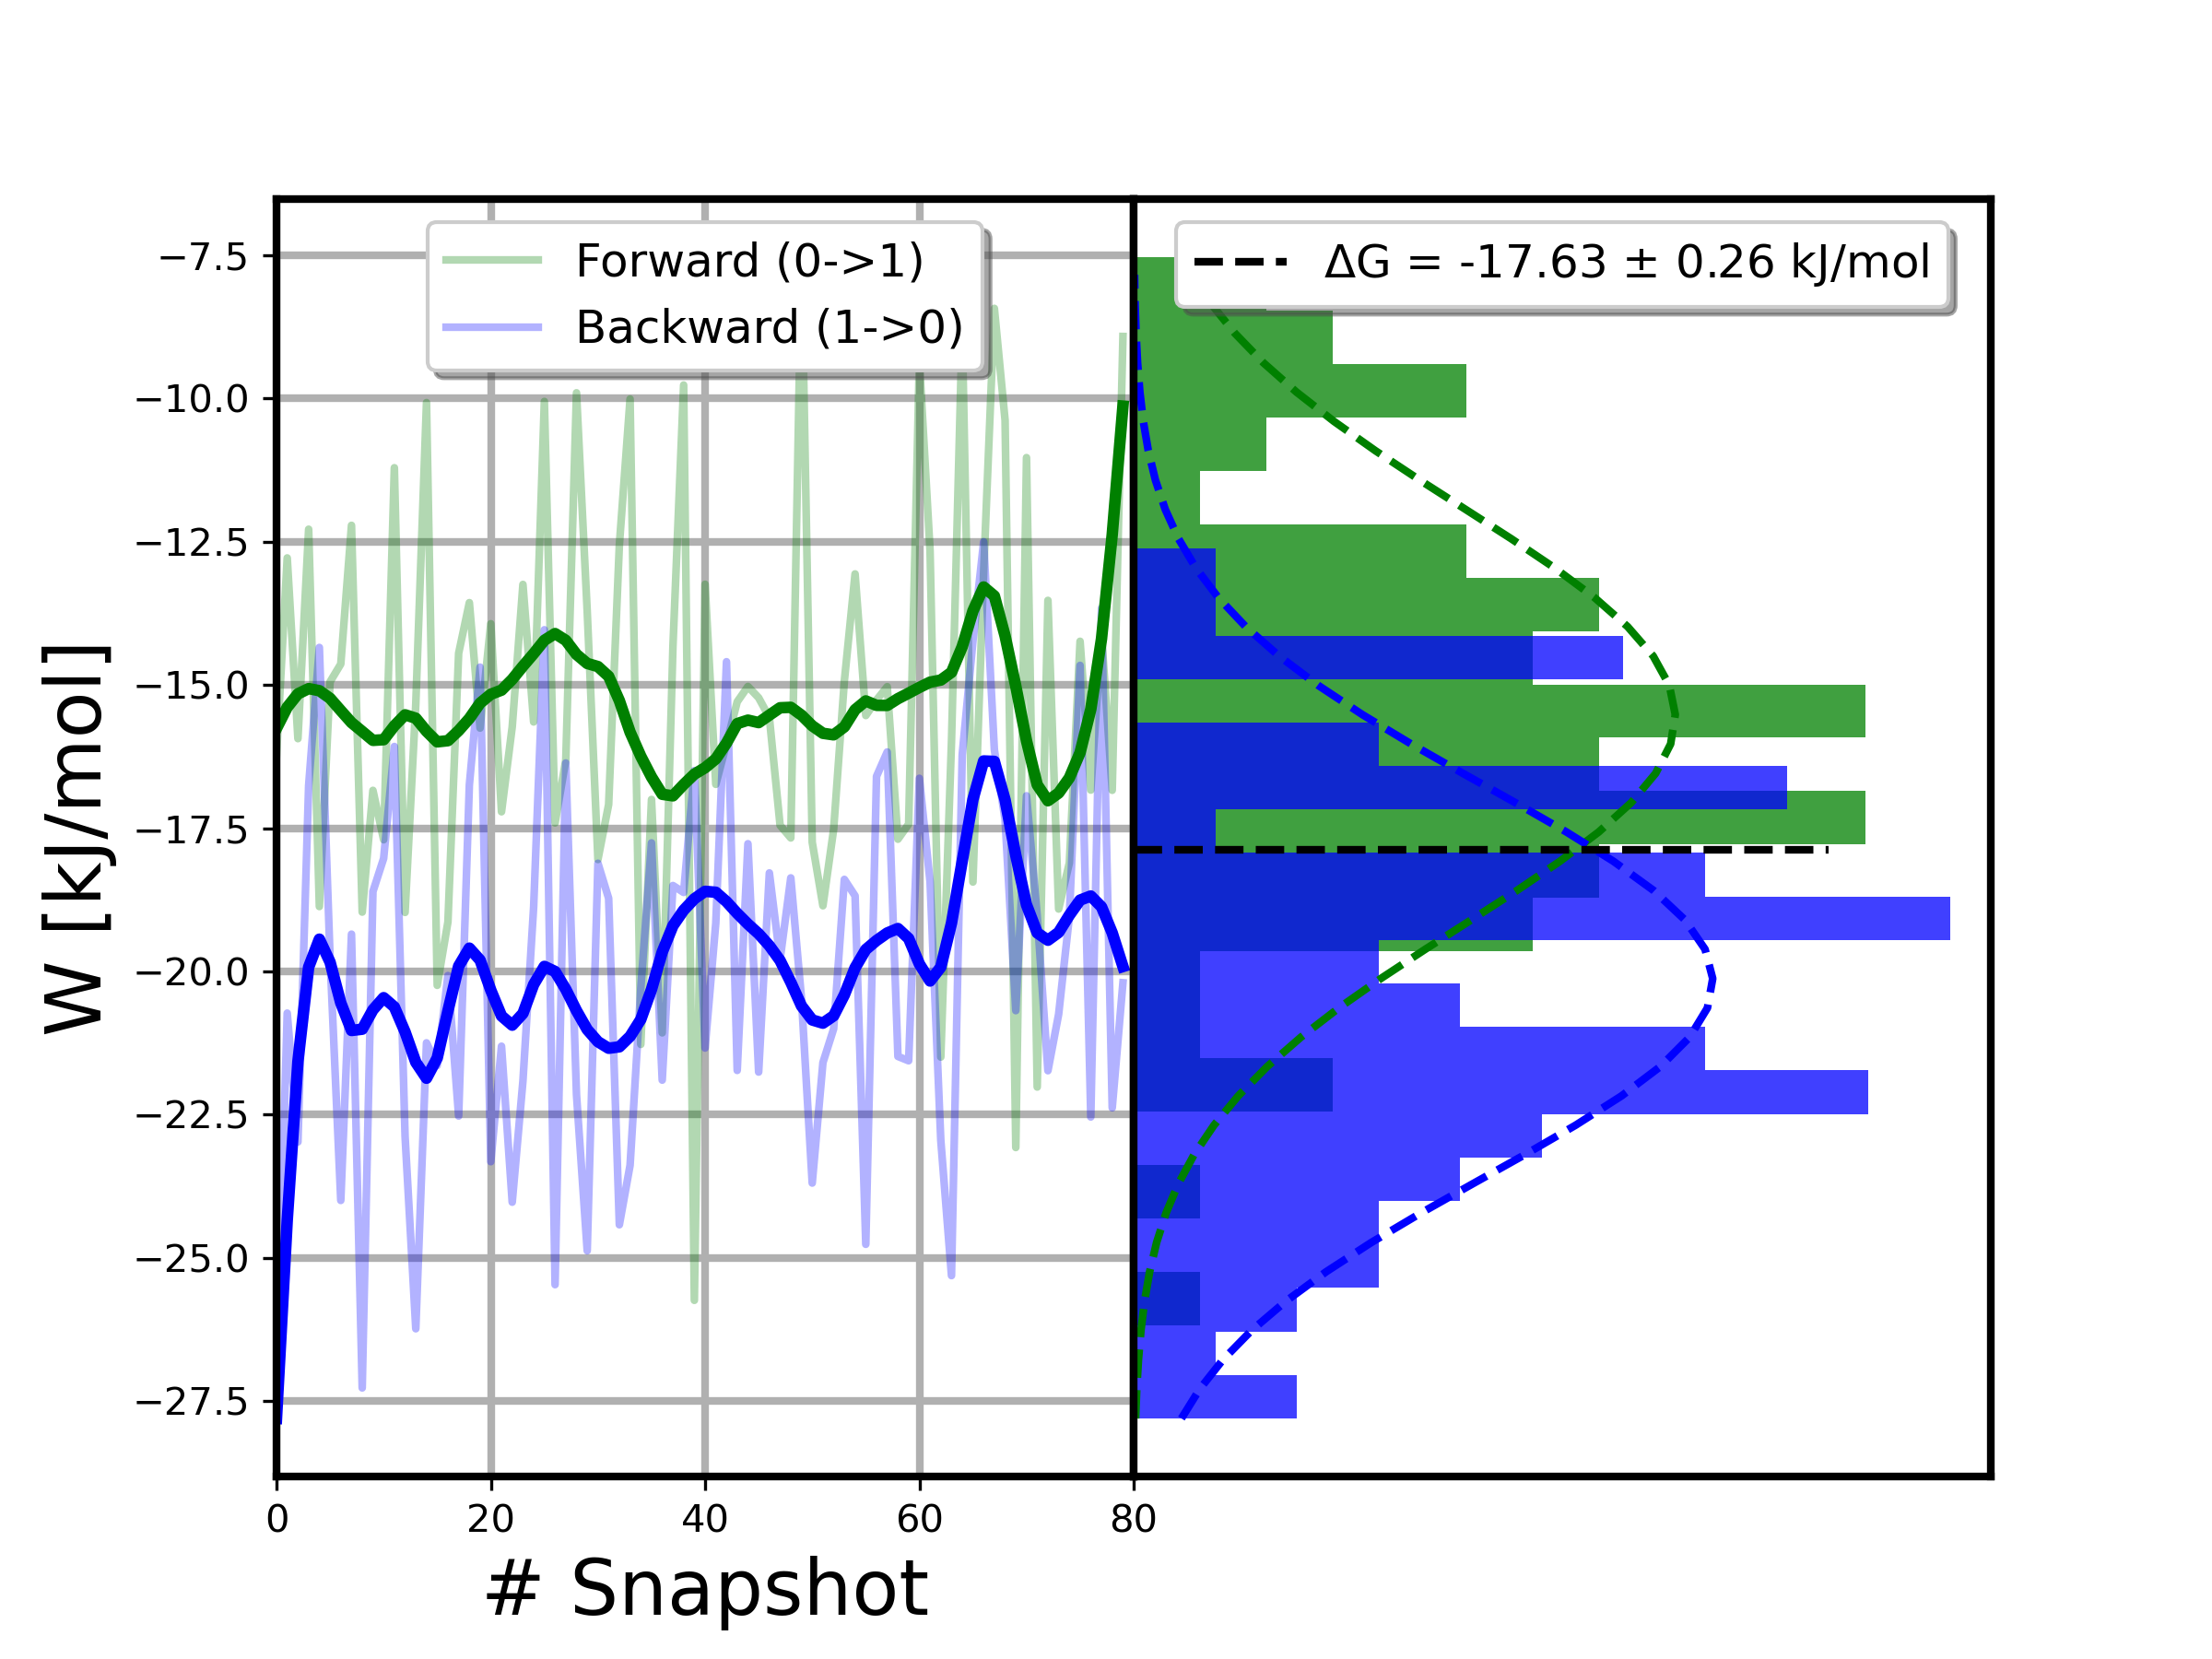 Forward (0->1)
Backward (1->0)
ΔG = -17.63 ± 0.26 kJ/mol
−7.5
−10.0
−12.5
−15.0
−17.5
−20.0
−22.5
−25.0
−27.5
W [kJ/mol]
0
20
40
60
80
# Snapshot